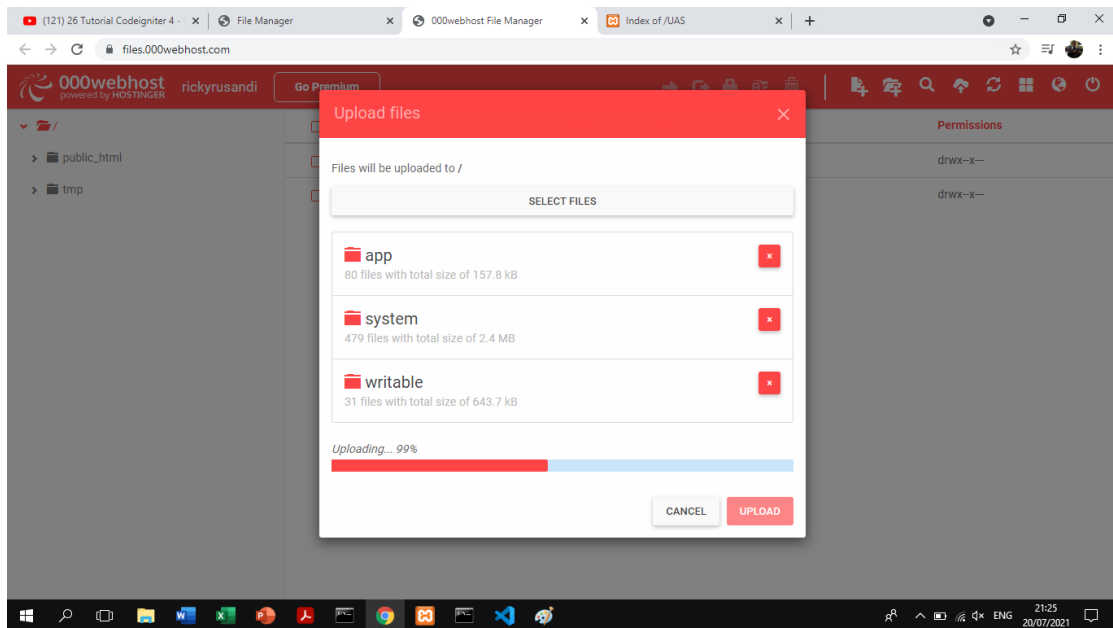 (121) 26 Tutorial Codeigniter 4 -
File Manager
000webhost File Manager
Index of /UAS
files.000webhost.com
000webhost
powered by HOSTINGER
rickyrusandi
Go Premium
/
public_html
tmp
Permissions
drwx--x---
drwx--x---
Upload files
Files will be uploaded to /
SELECT FILES
app
80 files with total size of 157.8 kB
system
479 files with total size of 2.4 MB
writable
31 files with total size of 643.7 kB
Uploading... 99%
CANCEL
UPLOAD
ENG
21:25
20/07/2021